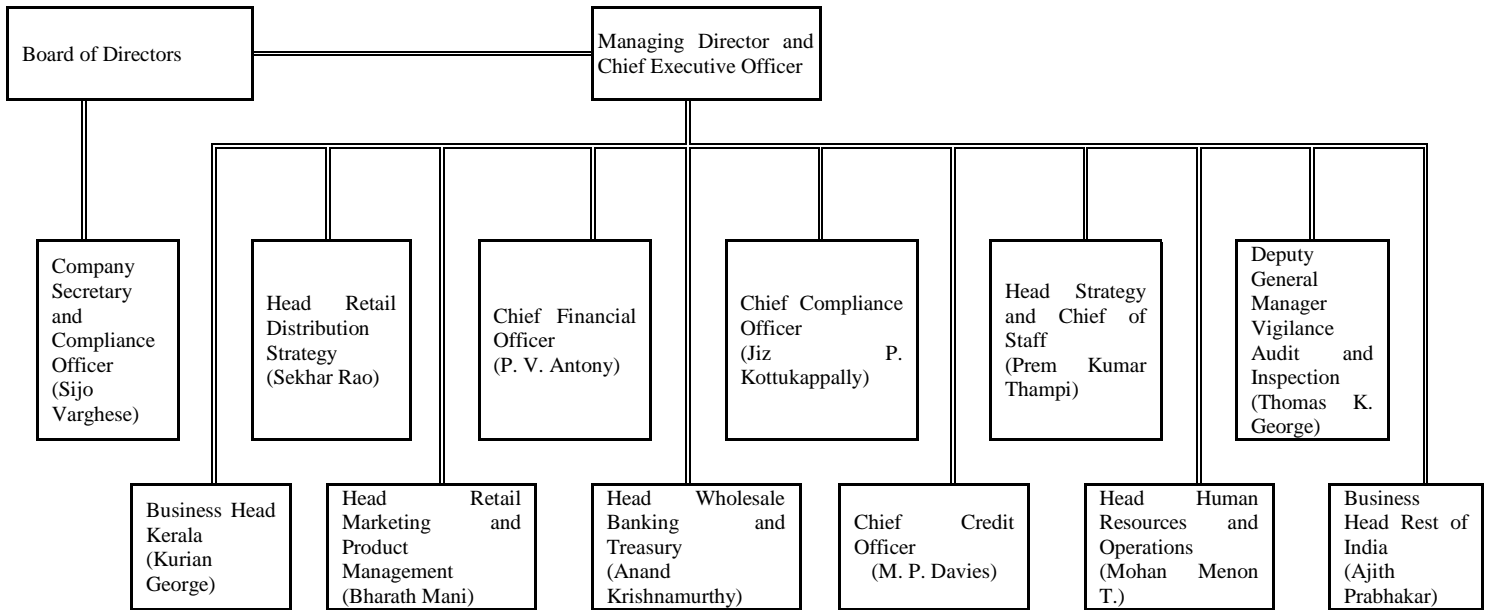 Board of Directors
Managing Director and
Chief Executive Officer
Company
Secretary
and
Compliance
Officer
(Sijo
Varghese)
Head Retail
Distribution
Strategy
(Sekhar Rao)
Chief Financial
Officer
(P. V. Antony)
Chief Compliance
Officer
(Jiz P.
Kottukappally)
Head Strategy
and Chief of
Staff
(Prem Kumar
Thampi)
Deputy
General
Manager
Vigilance
Audit and
Inspection
(Thomas K.
George)
Business Head
Kerala
(Kurian
George)
Head Retail
Marketing and
Product
Management
(Bharath Mani)
Head Wholesale
Banking and
Treasury
(Anand
Krishnamurthy)
Chief Credit
Officer
(M. P. Davies)
Head Human
Resources and
Operations
(Mohan Menon
T.)
Business
Head Rest of
India
(Ajith
Prabhakar)